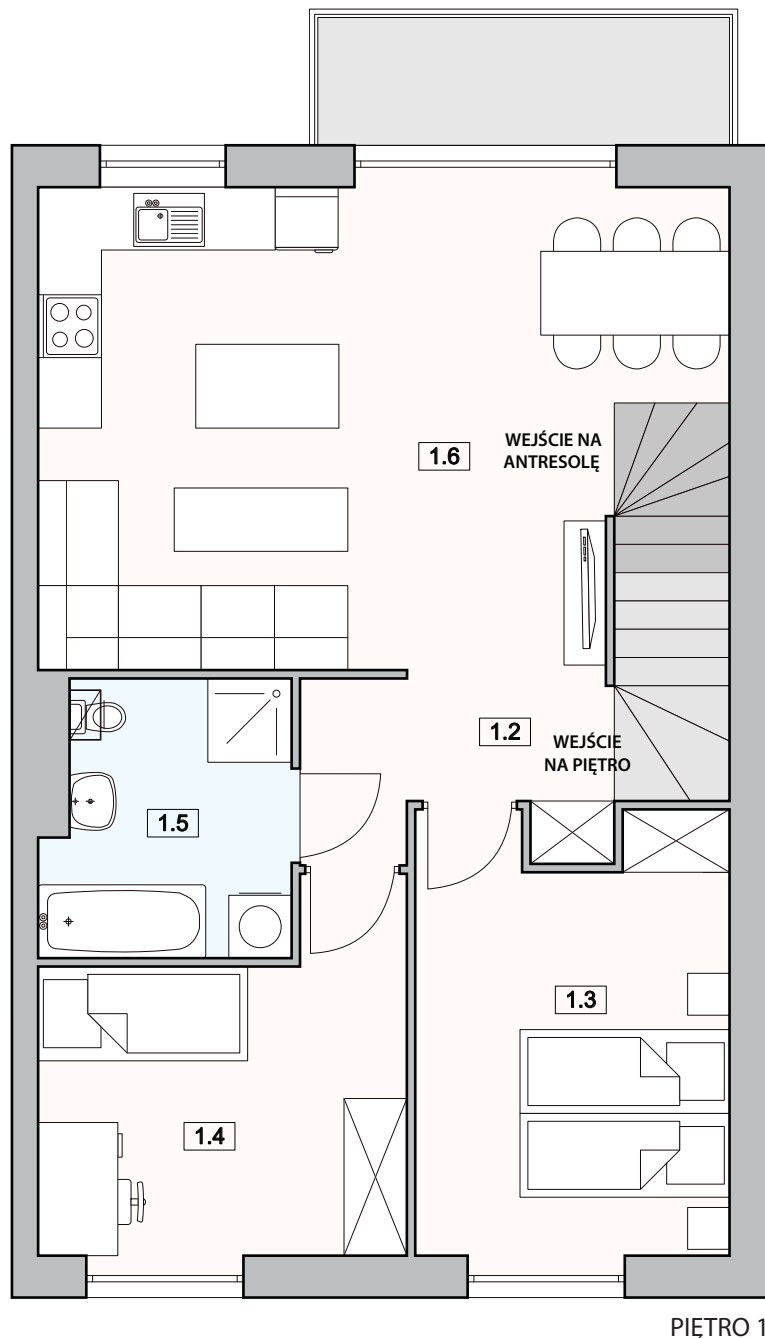 1.6
WEJŚCIE NA
ANTRESOLĘ
1.2
WEJŚCIE
NA PIĘTRO
1.5
1.3
1.4
PIĘTRO 1